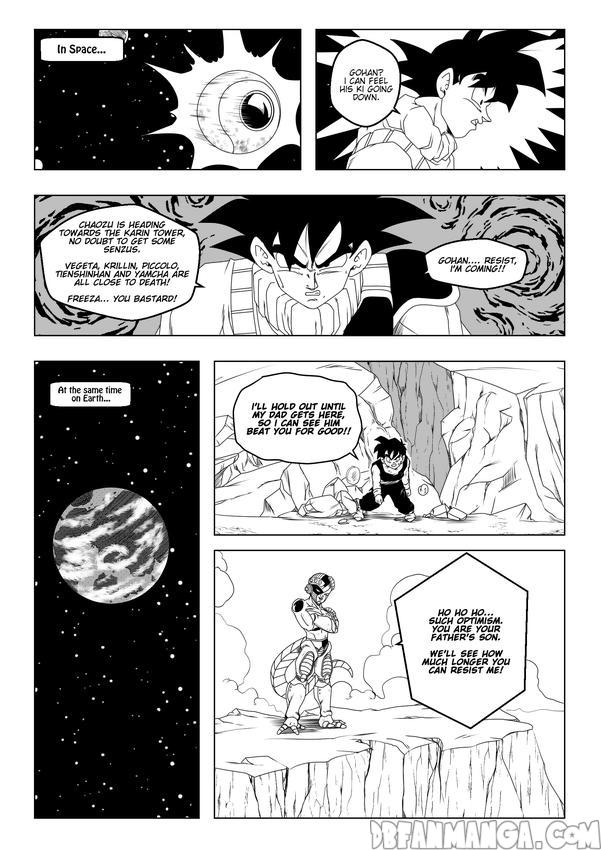 In Space...
GOHAN?
I CAN FEEL
HIS KI GOING
DOWN.
CHAOZU IS HEADING
TOWARDS THE KARIN TOWER,
NO DOUBT TO GET SOME
SENZUS.
VEGETA, KRILLIN, PICCOLO,
TIENSHINHAN AND YAMCHA ARE
ALL CLOSE TO DEATH!
FREEZA... YOU BASTARD!
GOHAN.... RESIST,
I'M COMING!!
At the same time
on Earth...
I'LL HOLD OUT UNTIL
MY DAD GETS HERE,
SO I CAN SEE HIM
BEAT YOU FOR GOOD!!
HO HO HO...
SUCH OPTIMISM.
YOU ARE YOUR
FATHER'S SON.
WE'LL SEE HOW
MUCH LONGER YOU
CAN RESIST ME!
DBFANMANGA.COM